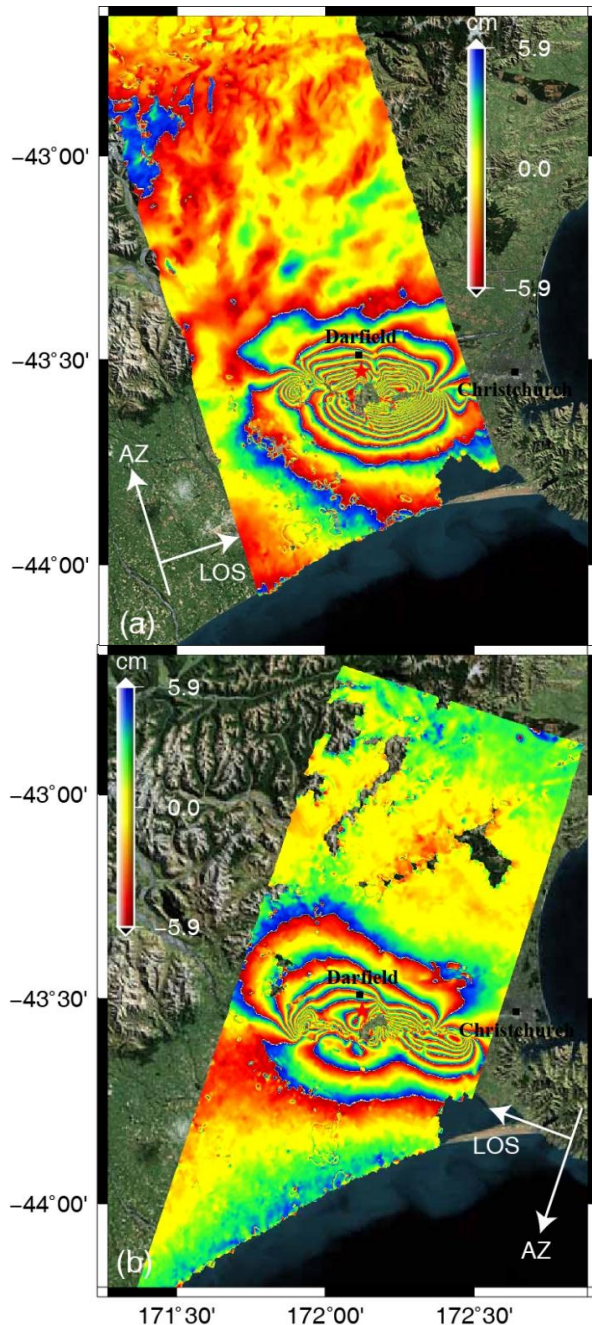 cm
5.9
0.0
−5.9
−43°00'
−43°30'
−44°00'
Darfield
Christchurch
AZ
LOS
(a)
cm
5.9
0.0
−5.9
−43°00'
−43°30'
−44°00'
Darfield
Christchurch
LOS
AZ
(b)
171°30' 172°00' 172°30'